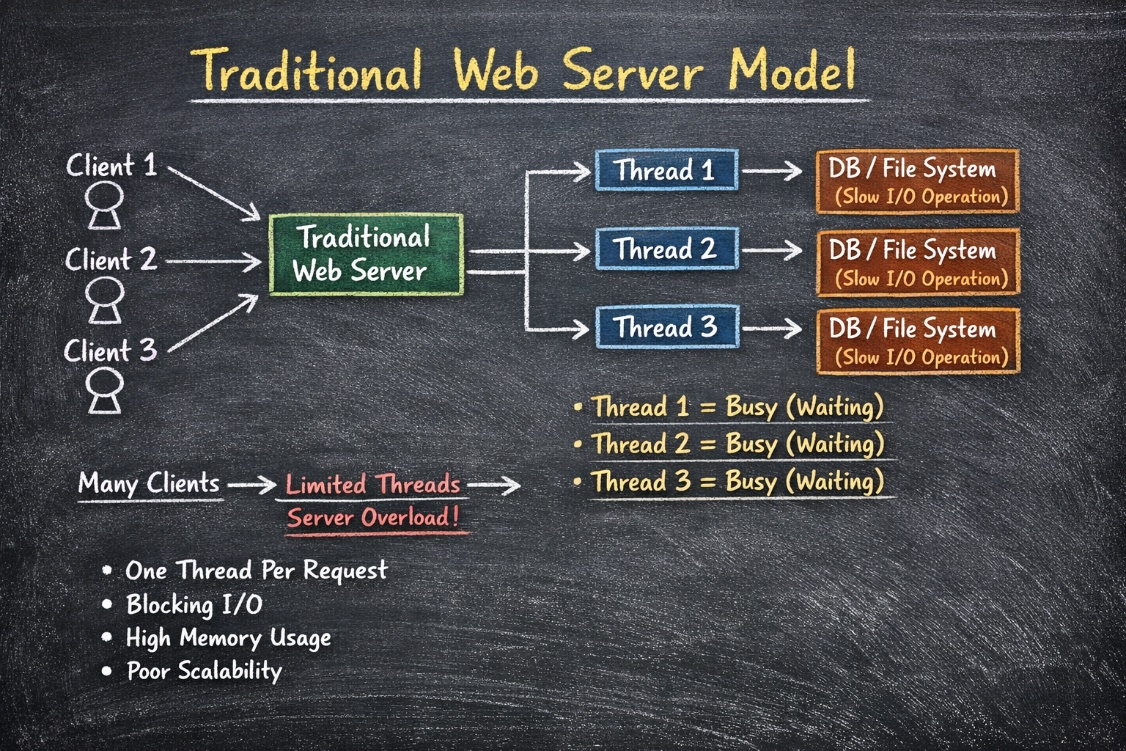 Traditional Web Server Model
Client 1
Client 2
Client 3
Traditional
Web Server
Thread 1
DB / File System
(Slow I/O Operation)
Thread 2
DB / File System
(Slow I/O Operation)
Thread 3
DB / File System
(Slow I/O Operation)
• Thread 1 = Busy (Waiting)
• Thread 2 = Busy (Waiting)
• Thread 3 = Busy (Waiting)
Many Clients
Limited Threads
Server Overload!
• One Thread Per Request
• Blocking I/O
• High Memory Usage
• Poor Scalability